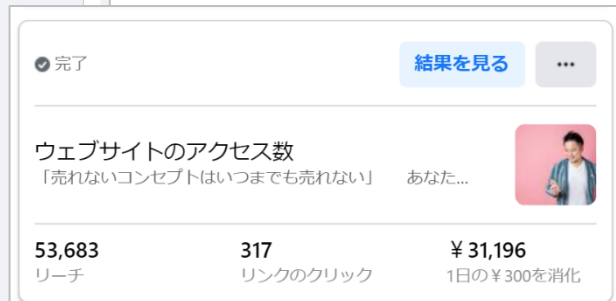 完了
結果を見る
ウェブサイトのアクセス数
「売れないコンセプトはいつまでも売れない」 あなた...
53,683 317 ¥31,196
リーチ リンクのクリック 1日の¥300を消化